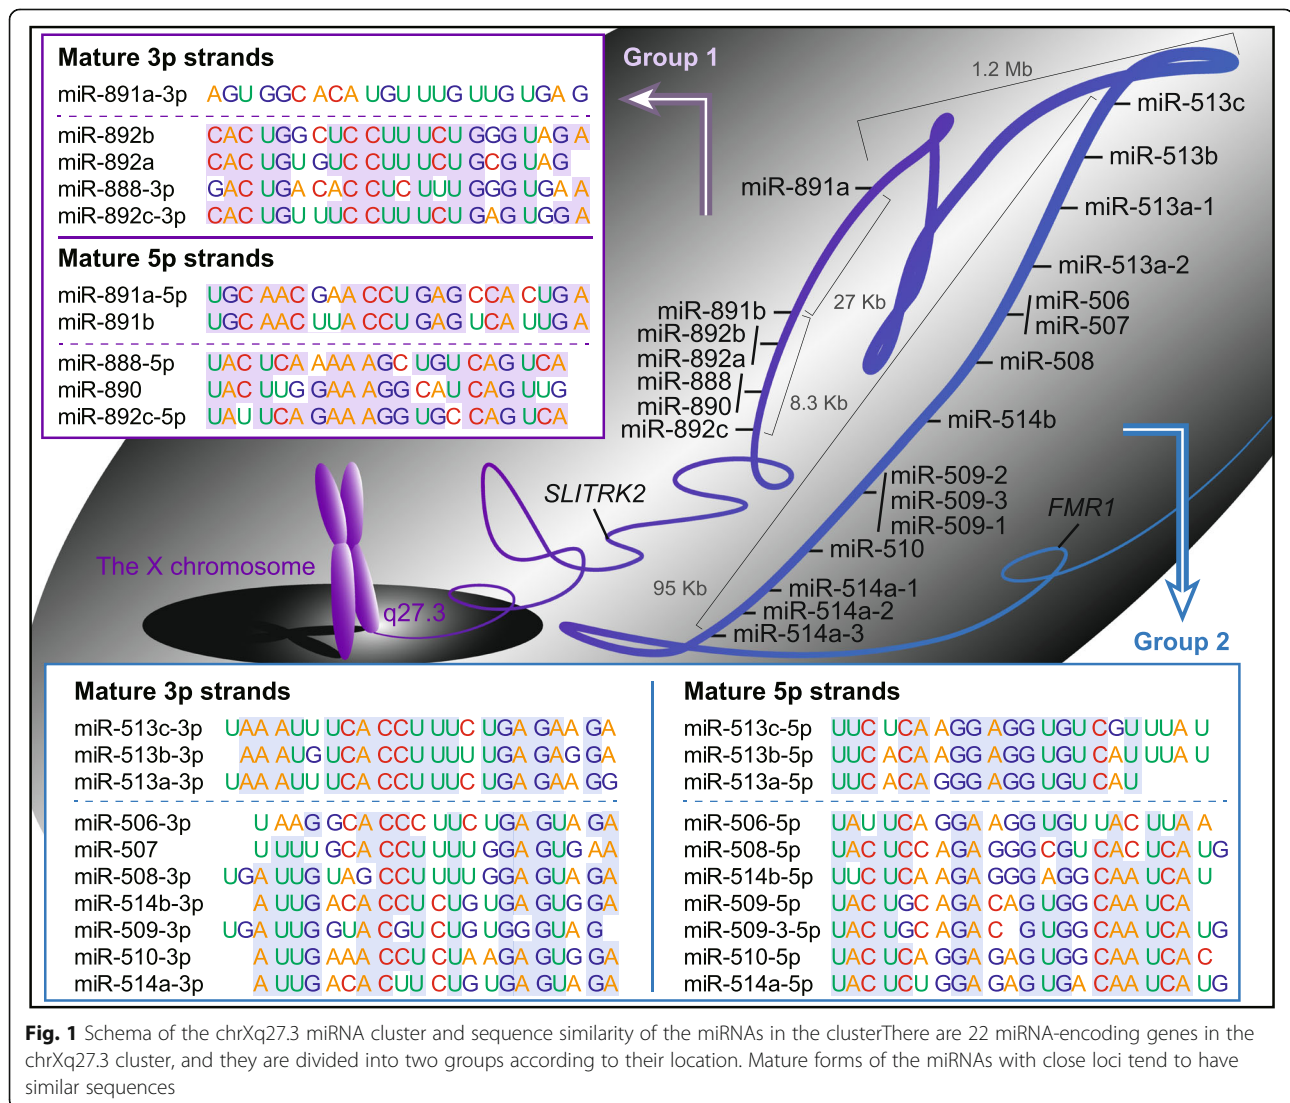 Mature 3p strands
miR-891a-3p AGU GGC ACA UGU UUG UUG UGA G
miR-892b CAC UGG CUC CUU UCU GGG UAG A
miR-892a CAC UGU GUC CUU UCU GCG UAG
miR-888-3p GAC UGA CAC CUC UUU GGG UGA A
miR-892c-3p CAC UGU UUC CUU UCU GAG UGG A
Mature 5p strands
miR-891a-5p UGC AAC GAA CCU GAG CCA CUG A
miR-891b UGC AAC UUA CCU GAG UCA UUG A
miR-888-5p UAC UCA A AAA AGC UGU CAG UCA
miR-890 UAC UUG GAA AGG CAU CAG UUG
miR-892c-5p UAU UCA GAA AGG UGC CAG UCA
Group 1
1.2 Mb
miR-513c
miR-513b
miR-891a
miR-513a-1
miR-513a-2
27 Kb
miR-506
miR-891b
miR-507
miR-892b
miR-892a
miR-508
miR-888
miR-890
8.3 Kb
miR-892c
miR-514b
miR-509-2
SLITRK2
miR-509-3
FMR1
miR-509-1
miR-510
The X chromosome
95 Kb
miR-514a-1
q27.3
miR-514a-2
miR-514a-3
Group 2
Mature 3p strands
miR-513c-3p UAA AUU UCA CCU UUC UGA GAA GA
miR-513b-3p AA AUG UCA CCU UUU UGA GAG GA
miR-513a-3p UAA AUU UCA CCU UUC UGA GAA GG
miR-506-3p U AAG GCA CCC UUC UGA GUA GA
miR-507 U UUU GCA CCU UUU GGA GUG AA
miR-508-3p UGA UUG UAG CCU UUU GGA GUA GA
miR-514b-3p A UUG ACA CCU CUG UGA GUG GA
miR-509-3p UGA UUG GUA CGU CUG UGG GUA G
miR-510-3p A UUG AAA CCU CUA AGA GUG GA
miR-514a-3p A UUG ACA CUU CUG UGA GUA GA
Mature 5p strands
miR-513c-5p UUC UCA AGG AGG UGU CGU UUA U
miR-513b-5p UUC ACA AGG AGG UGU CAU UUA U
miR-513a-5p UUC ACA GGG AGG UGU CAU
miR-506-5p UAU UCA GGA AGG UGU UAC UUA A
miR-508-5p UAC UCC AGA GGG CGU CAC UCA UG
miR-514b-5p UUC UCA AGA GGG AGG CAA UCA U
miR-509-5p UAC UGC AGA CAG UGG CAA UCA
miR-509-3-5p UAC UGC AGA C GUGG CAA UCA UG
miR-510-5p UAC UCA GGA GAG UGG CAA UCA C
miR-514a-5p UAC UCU GGA GAG UGA CAA UCA UG
Fig. 1 Schema of the chrXq27.3 miRNA cluster and sequence similarity of the miRNAs in the clusterThere are 22 miRNA-encoding genes in the
chrXq27.3 cluster, and they are divided into two groups according to their location. Mature forms of the miRNAs with close loci tend to have
similar sequences